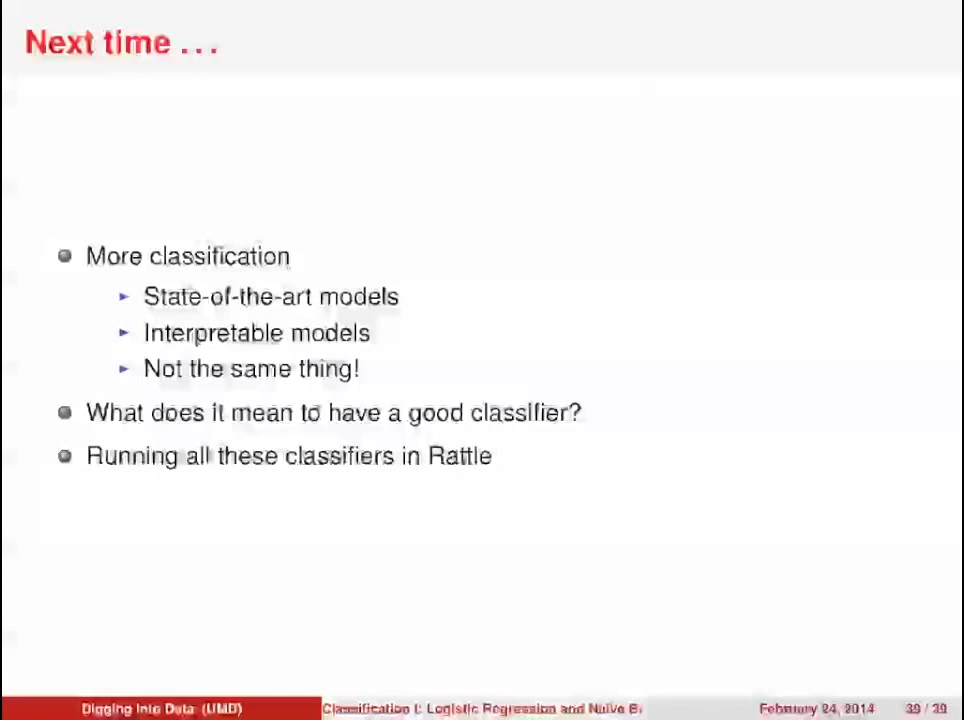 Next time ...
More classification
State-of-the-art models
Interpretable models
Not the same thing!
What does it mean to have a good classifier?
Running all these classifiers in Rattle
Digging Into Data (UMD)
Classification I: Logistic Regression and Naïve B
February 24, 2014
39 / 39